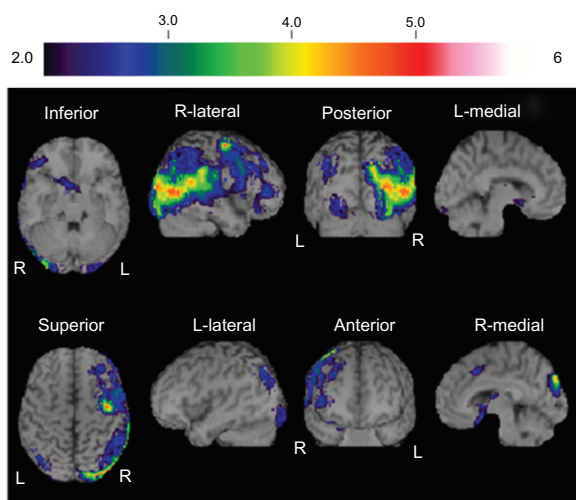 3.0 4.0 5.0
2.0 6
Inferior R-lateral Posterior L-medial
R L L R
Superior L-lateral Anterior R-medial
L R R L